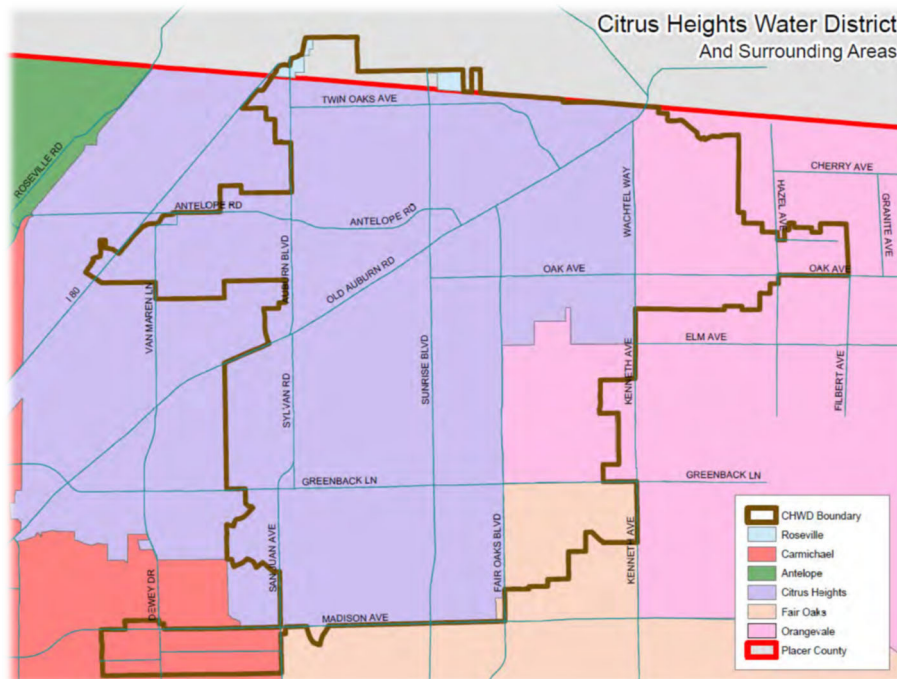 Citrus Heights Water District
And Surrounding Areas
TWIN OAKS AVE
ROSEVILLE RD
CHERRY AVE
WACHTEL WAY
HAZEL AVE
GRANITE AVE
ANTELOPE RD
ANTELOPE RD
AUBURN BLVD
OLD AUBURN RD
OAK AVE
OAK AVE
I 80
VAN MAREN LN
ELM AVE
SUNRISE BLVD
KENNETH AVE
FILBERT AVE
SYLVAN RD
GREENBACK LN
GREENBACK LN
SAN JUAN AVE
FAIR OAKS BLVD
KENNETH AVE
DEWEY DR
MADISON AVE
CHWD Boundary
Roseville
Carmichael
Antelope
Citrus Heights
Fair Oaks
Orangevale
Placer County